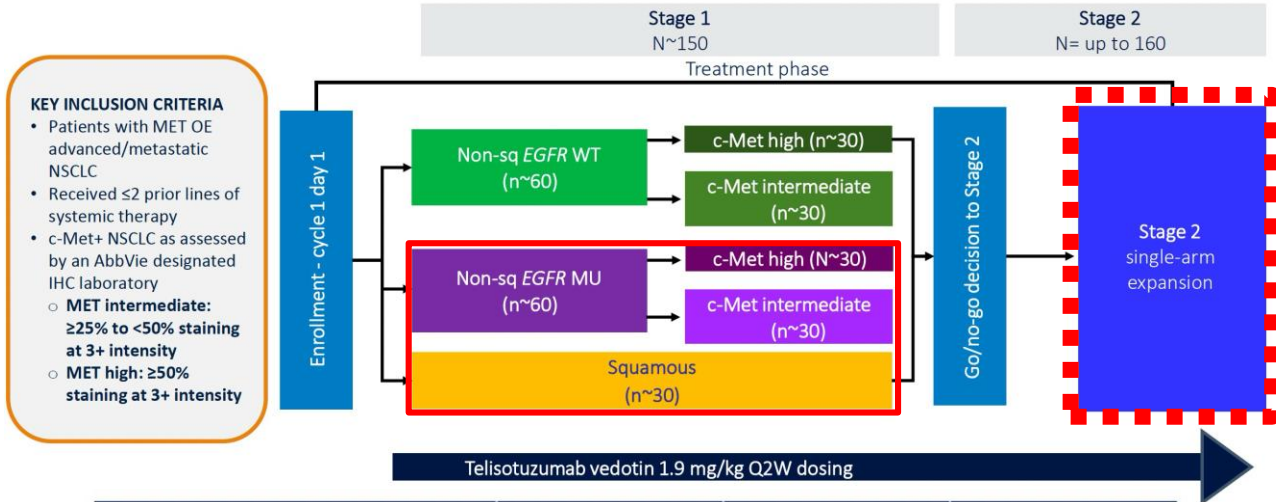 Stage 1
N~150
Stage 2
N= up to 160
Treatment phase
KEY INCLUSION CRITERIA
• Patients with MET OE
advanced/metastatic
NSCLC
• Received ≤2 prior lines of
systemic therapy
• c-Met+ NSCLC as assessed
by an AbbVie designated
IHC laboratory
○ MET intermediate:
≥25% to <50% staining
at 3+ intensity
○ MET high: ≥50%
staining at 3+ intensity
Enrollment - cycle 1 day 1
Non-sq EGFR WT
(n~60)
c-Met high (n~30)
c-Met intermediate
(n~30)
Non-sq EGFR MU
(n~60)
c-Met high (N~30)
c-Met intermediate
(n~30)
Squamous
(n~30)
Go/no-go decision to Stage 2
Stage 2
single-arm
expansion
Telisotuzumab vedotin 1.9 mg/kg Q2W dosing